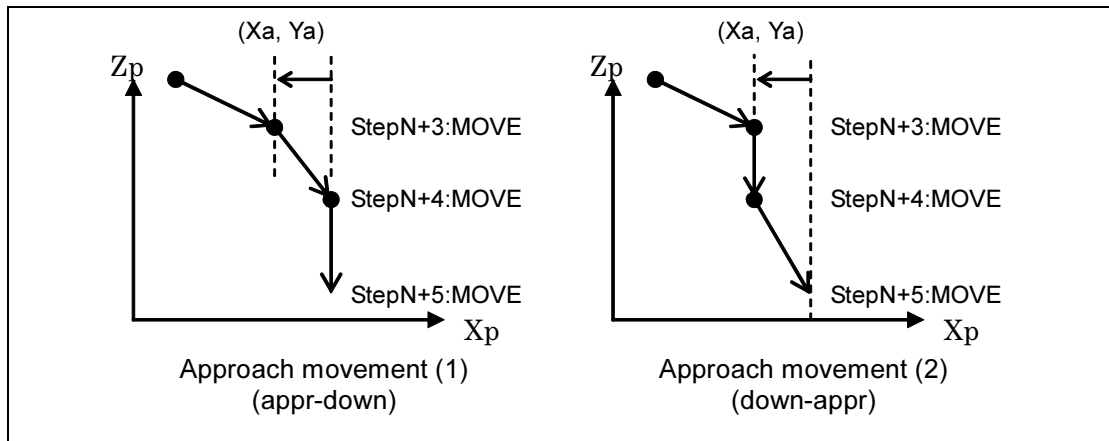 (Xa, Ya)
Zp
StepN+3:MOVE
StepN+4:MOVE
StepN+5:MOVE
Xp
Approach movement (1)
(appr-down)
(Xa, Ya)
Zp
StepN+3:MOVE
StepN+4:MOVE
StepN+5:MOVE
Xp
Approach movement (2)
(down-appr)